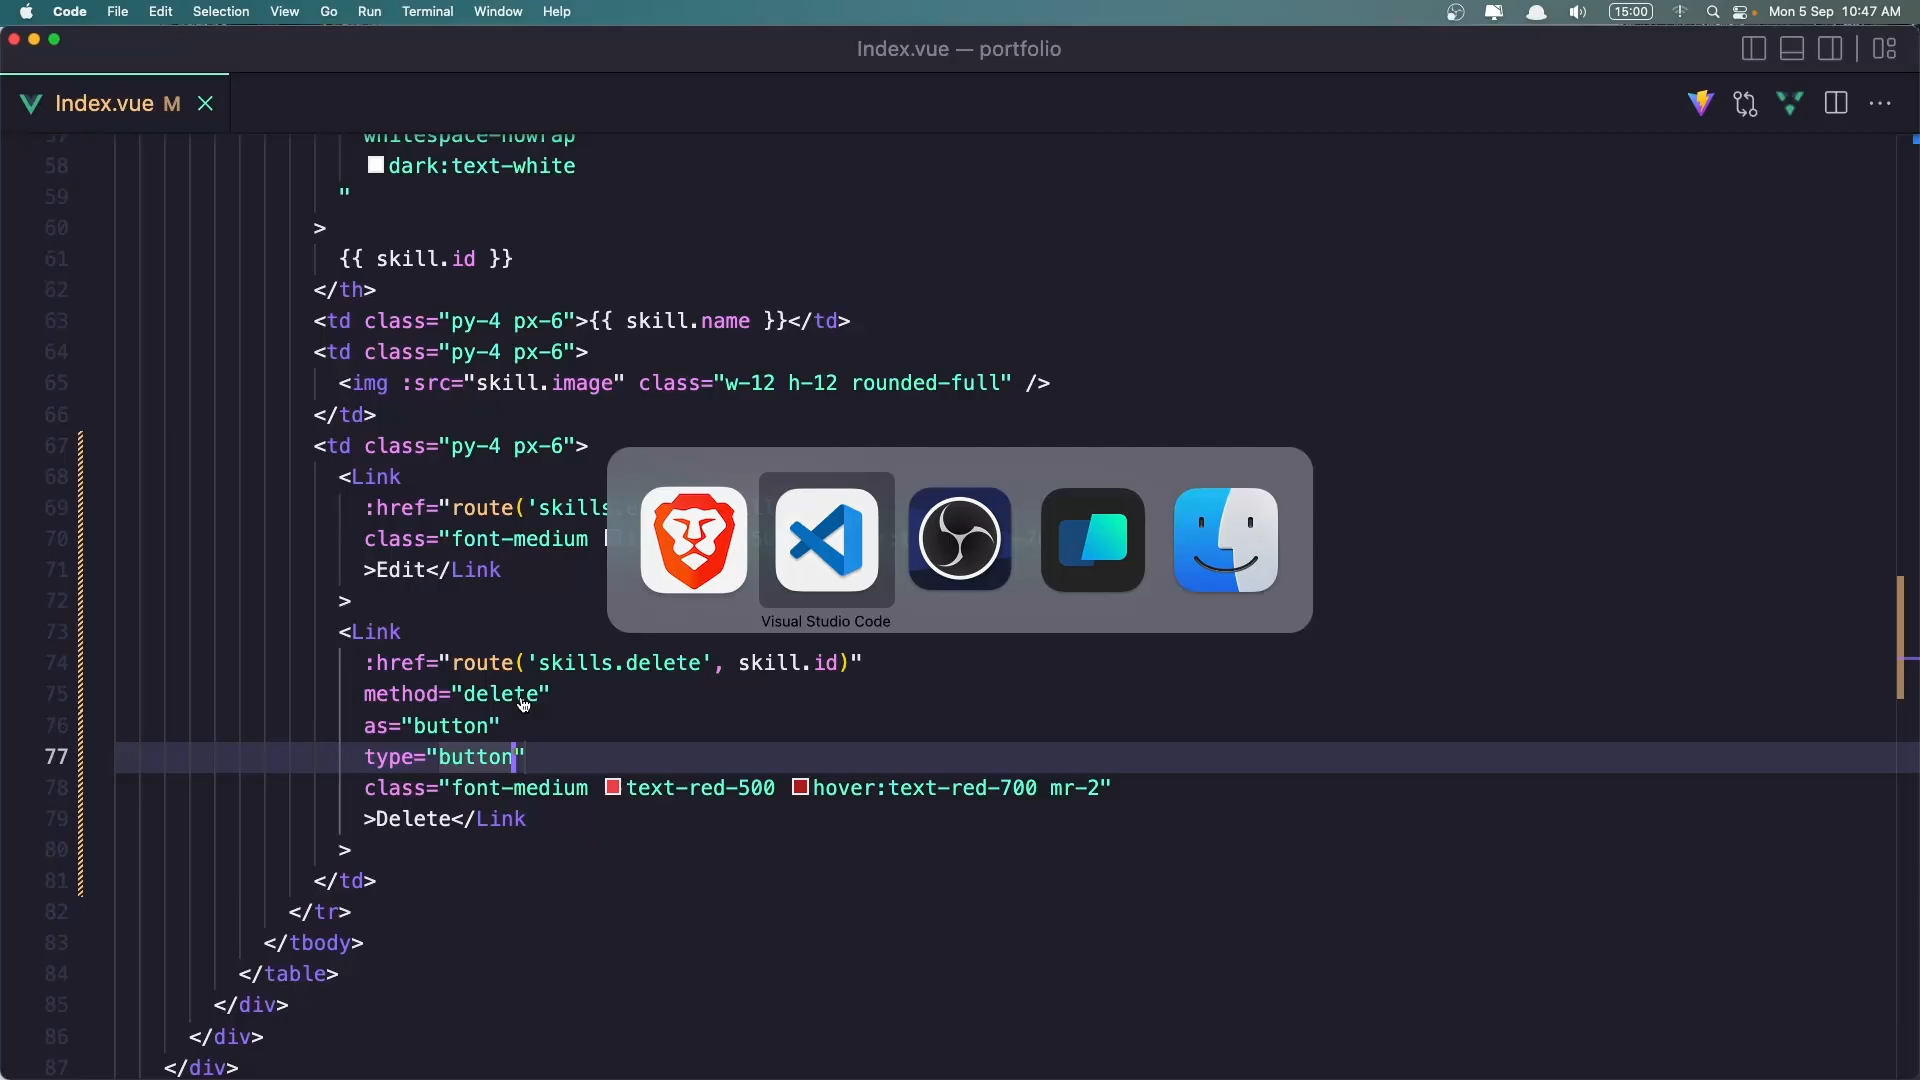 Code File Edit Selection View Go Run Terminal Window Help 15:00 Mon 5 Sep 10:47 AM
Index.vue — portfolio
Index.vue M
57 whitespace-nowrap
58 dark:text-white
59 "
60 >
61 {{ skill.id }}
62 </th>
63 <td class="py-4 px-6">{{ skill.name }}</td>
64 <td class="py-4 px-6">
65 <img :src="skill.image" class="w-12 h-12 rounded-full" />
66 </td>
67 <td class="py-4 px-6">
68 <Link
69 :href="route('skills.
70 class="font-medium
71 >Edit</Link
72 >
73 <Link
74 :href="route('skills.delete', skill.id)"
75 method="delete"
76 as="button"
77 type="button"
78 class="font-medium text-red-500 hover:text-red-700 mr-2"
79 >Delete</Link
80 >
81 </td>
82 </tr>
83 </tbody>
84 </table>
85 </div>
86 </div>
87 </div>
Visual Studio Code